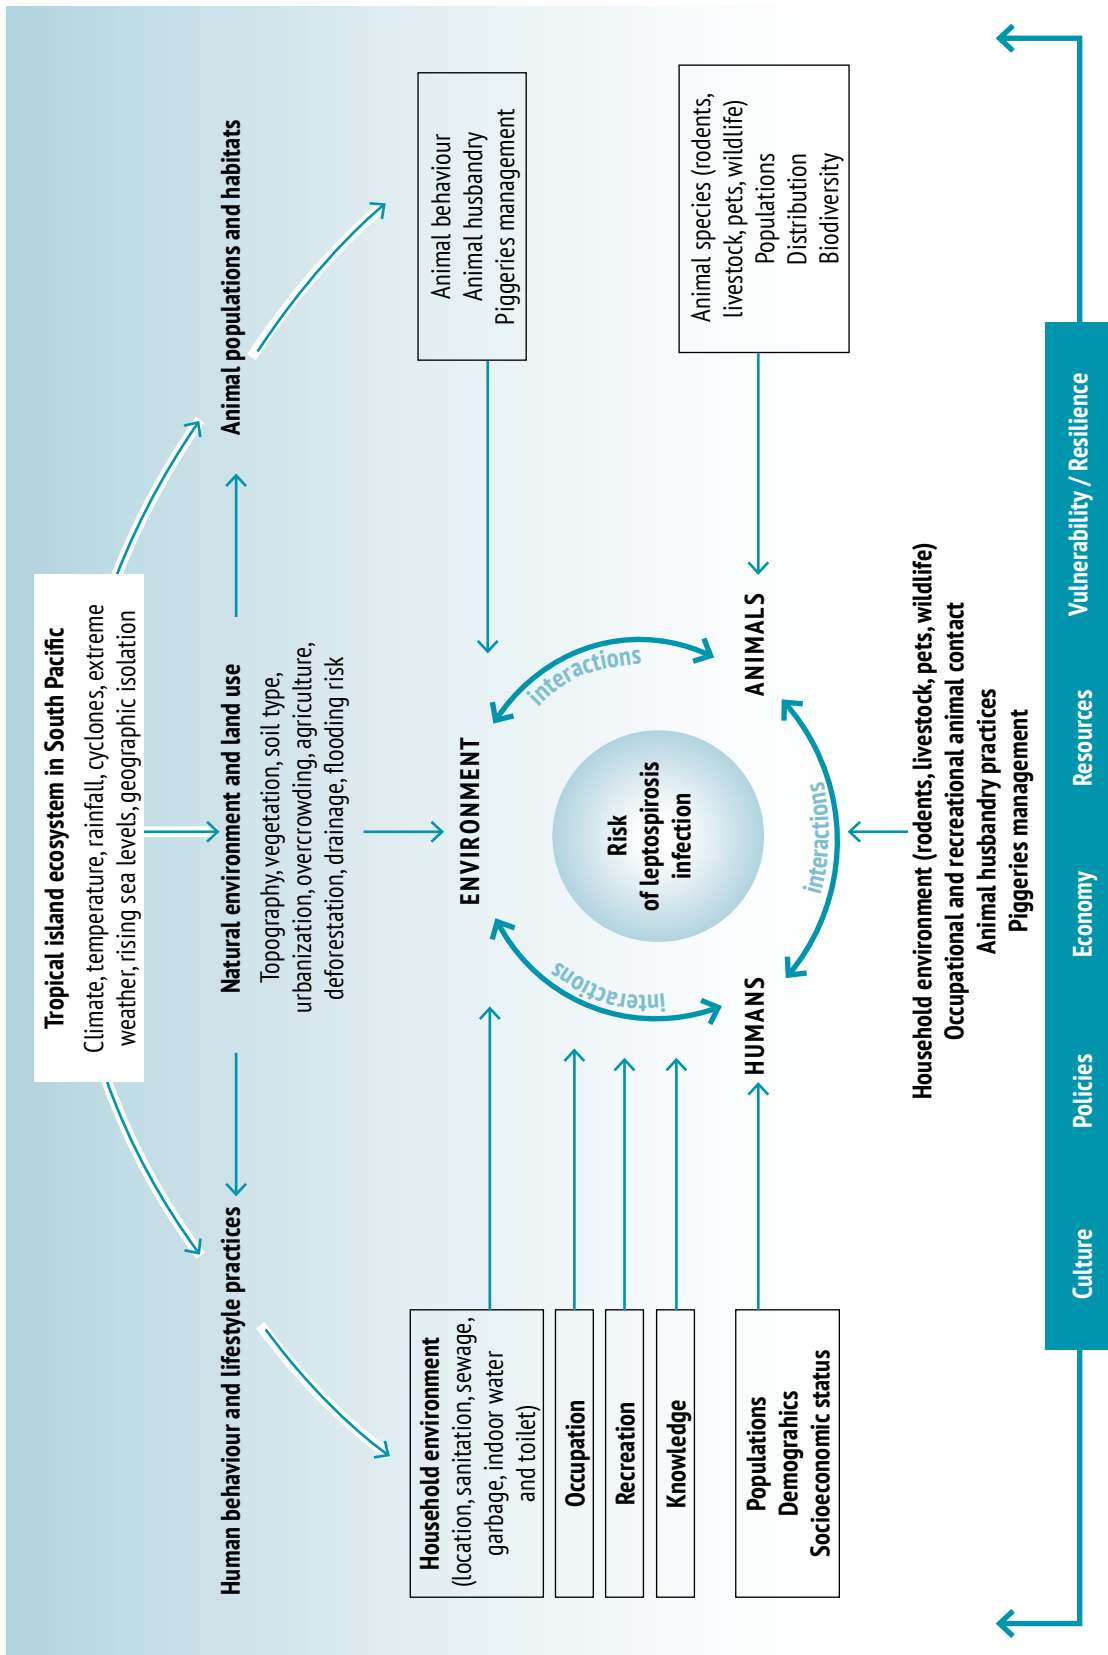 Tropical island ecosystem in South Pacific
Climate, temperature, rainfall, cyclones, extreme
weather, rising sea levels, geographic isolation
Human behaviour and lifestyle practices
Natural environment and land use
Topography, vegetation, soil type,
urbanization, overcrowding, agriculture,
deforestation, drainage, flooding risk
Animal populations and habitats
Household environment
(location, sanitation, sewage,
garbage, indoor water
and toilet)
Occupation
Recreation
Knowledge
Populations
Demograhics
Socioeconomic status
ENVIRONMENT
interactions
interactions
Risk
of leptospirosis
infection
HUMANS
ANIMALS
interactions
Animal behaviour
Animal husbandry
Piggeries management
Animal species (rodents,
livestock, pets, wildlife)
Populations
Distribution
Biodiversity
Household environment (rodents, livestock, pets, wildlife)
Occupational and recreational animal contact
Animal husbandry practices
Piggeries management
Culture Policies Economy Resources Vulnerability / Resilience